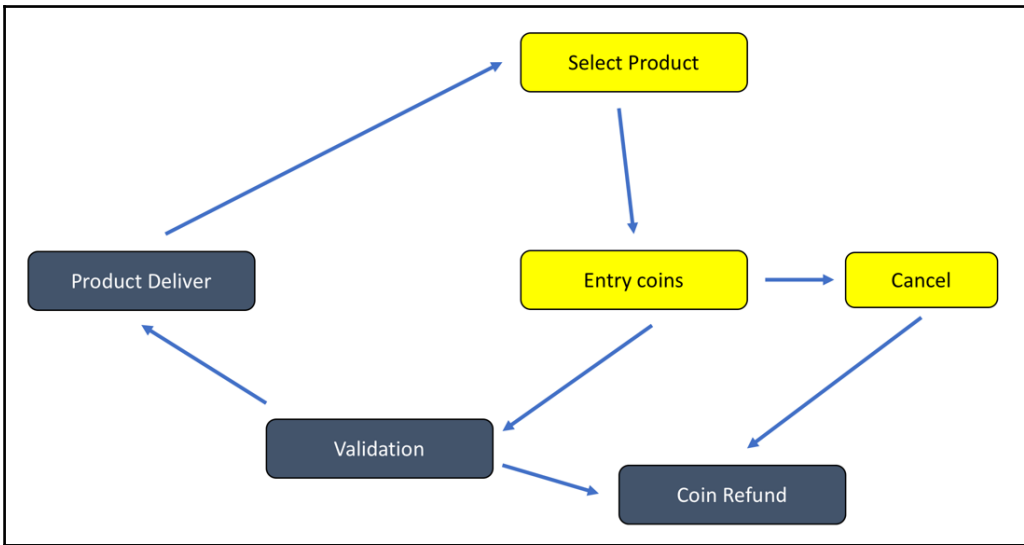 Select Product
Product Deliver
Entry coins
Cancel
Validation
Coin Refund